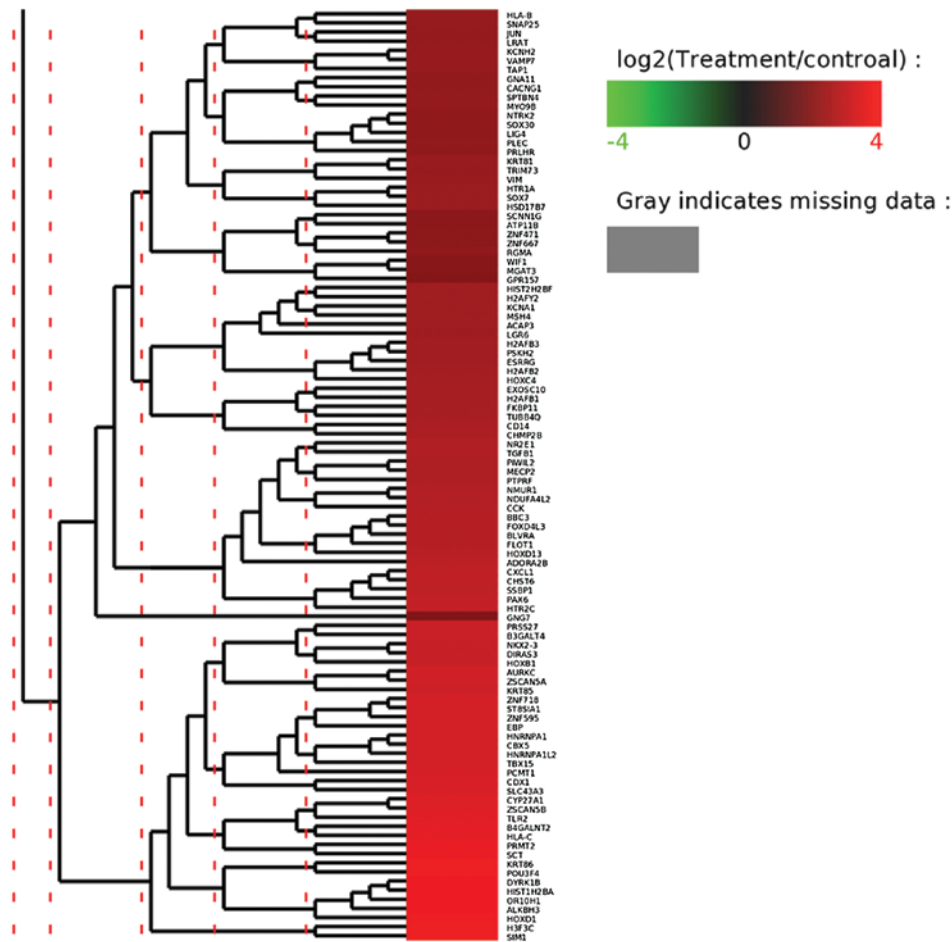 HLA-B
SNAP25
JUN
LRAT
KCNH2
VAMP7
TAP1
GNA11
CACNG1
SPTBN4
MYO9B
NTRK2
SOX30
LIG4
PLEC
PRLHR
KRT81
TRIM73
VIM
HTR1A
SOX7
HSD17B7
SCNN1G
ATP11B
ZNF471
ZNF667
RGMA
WIF1
MGAT3
GPR157
HIST2H2BF
H2AFY2
KCNA1
MSH4
ACAP3
LGR6
H2AFB3
PSKH2
ESRRG
H2AFB2
HOXC4
EXOSC10
H2AFB1
FKBP11
TUBB4Q
CD14
CHMP2B
NR2E1
TGFB1
PIWIL2
MECP2
PTPRF
NMUR1
NDUFA4L2
CCK
BBC3
FOXD4L3
BLVRA
FLOT1
HOXD13
ADORA2B
CXCL1
CHST6
SSBP1
PAX6
HTR2C
GNG7
PRSS27
B3GALT4
NKX2-3
DIRAS3
HOXB1
AURKC
ZSCAN5A
KRT85
ZNF718
ST8SIA1
ZNF595
EBP
HNRNPA1
CBX5
HNRNPA1L2
TBX15
PCMT1
CDX1
SLC43A3
CYP27A1
ZSCAN5B
TLR2
B4GALNT2
HLA-C
PRMT2
SCT
KRT86
POU3F4
DYRK1B
HIST1H2BA
OR10H1
ALKBH3
HOXD1
H3F3C
SIM1
log2(Treatment/controal) :
-4 0 4
Gray indicates missing data :